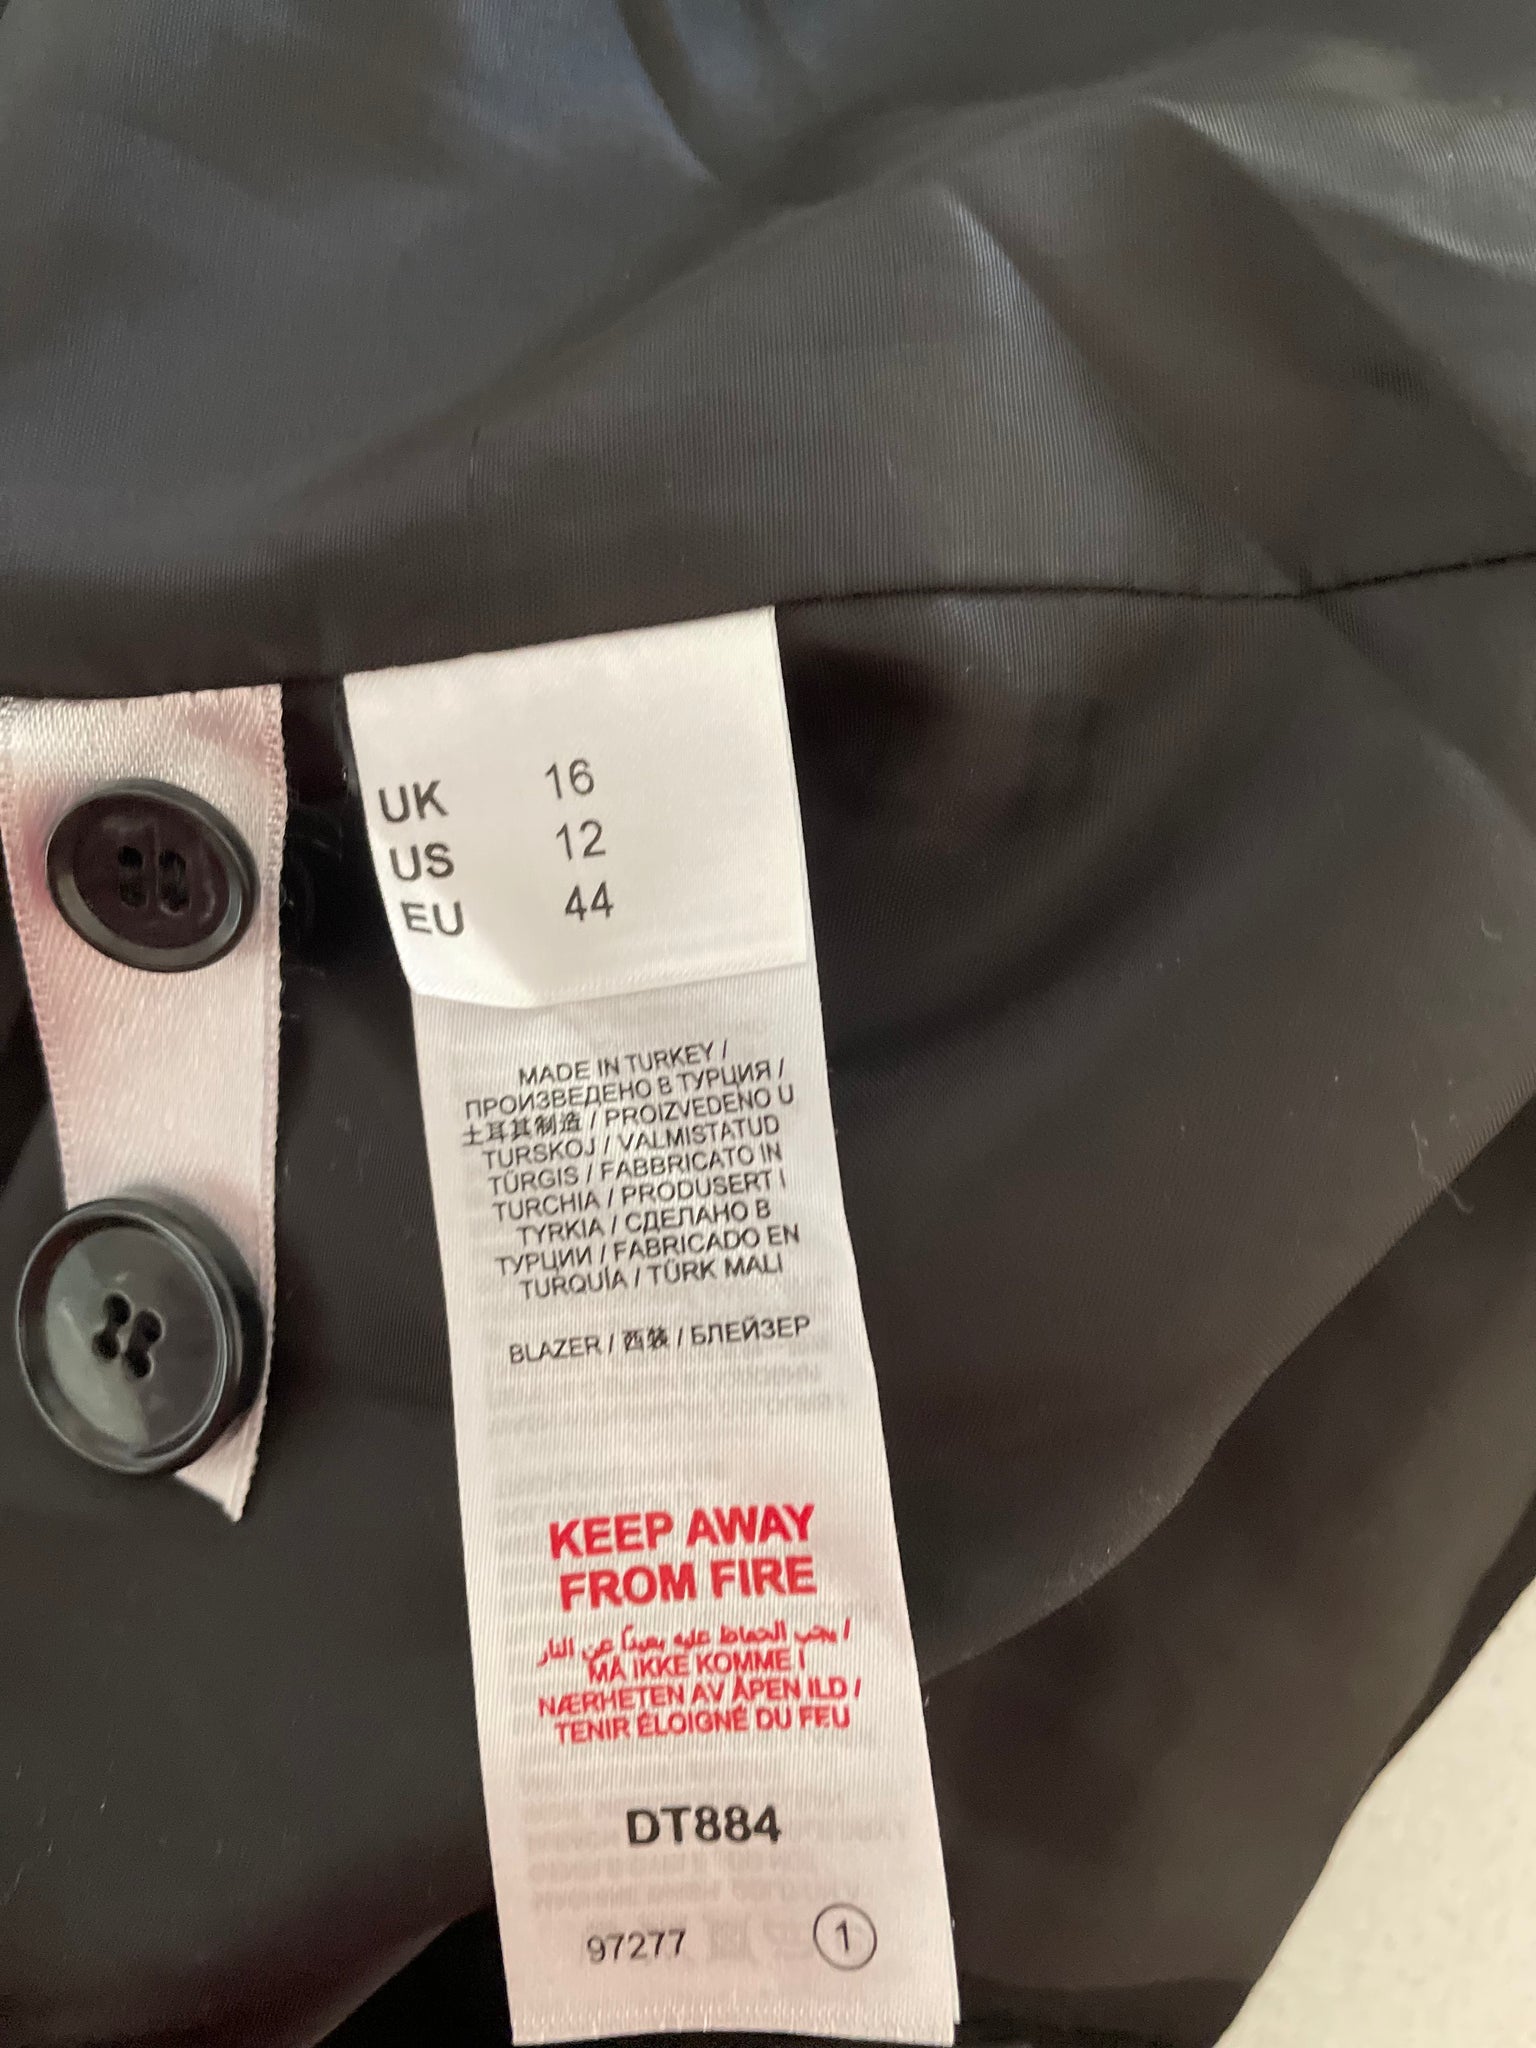 UK 16
US 12
EU 44
MADE IN TURKEY /
ПРОИЗВЕДЕНО В ТУРЦИЯ /
土耳其制造 / PROIZVEDENO U
TURSKOJ / VALMISTATUD
TÜRGIS / FABBRICATO IN
TURCHIA / PRODUSERT I
TYRKIA / СДЕЛАНО В
ТУРЦИИ / FABRICADO EN
TURQUÍA / TÜRK MALI
BLAZER / 西装 / БЛЕЙЗЕР
KEEP AWAY
FROM FIRE
يجب الحفاظ عليه بعيداً عن النار /
MÅ IKKE KOMME I
NÆRHETEN AV ÅPEN ILD /
TENIR ÉLOIGNÉ DU FEU
DT884
97277 1